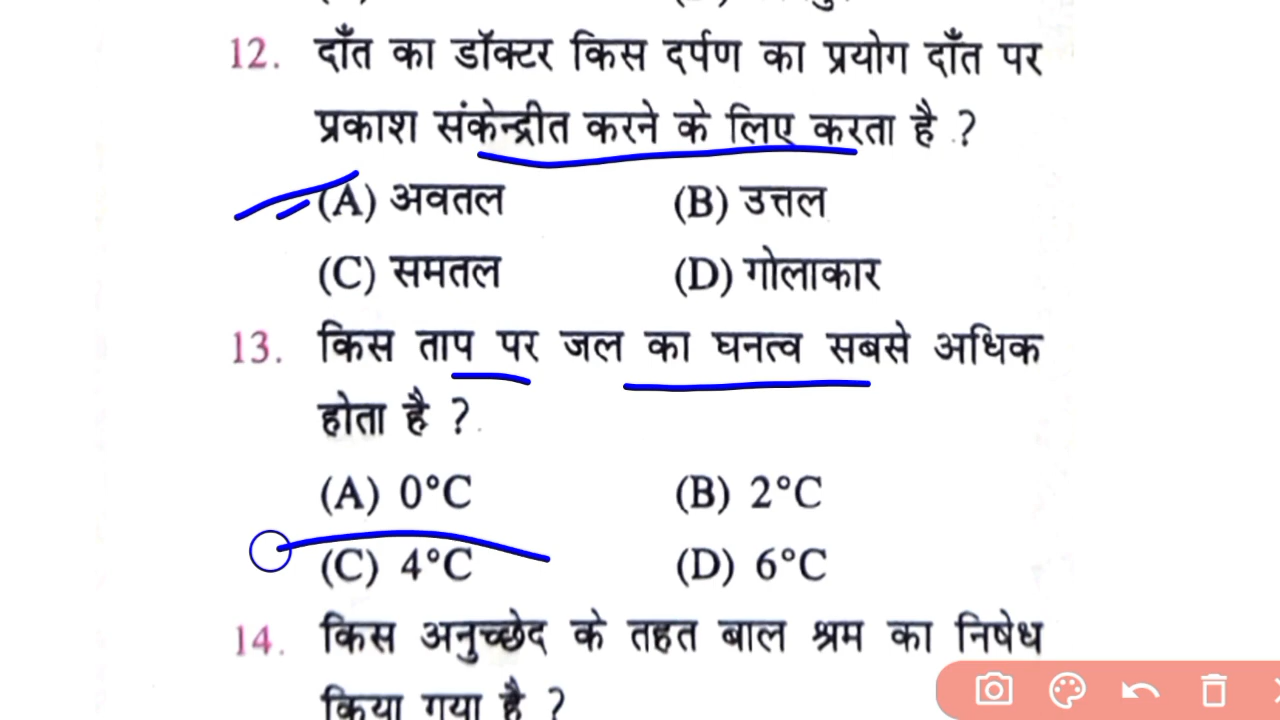 12. दाँत का डॉक्टर किस दर्पण का प्रयोग दाँत पर
प्रकाश संकेन्द्रीत करने के लिए करता है ?
(A) अवतल (B) उत्तल
(C) समतल (D) गोलाकार
13. किस ताप पर जल का घनत्व सबसे अधिक
होता है ?
(A) 0°C (B) 2°C
(C) 4°C (D) 6°C
14. किस अनुच्छेद के तहत बाल श्रम का निषेध
किया गया है ?